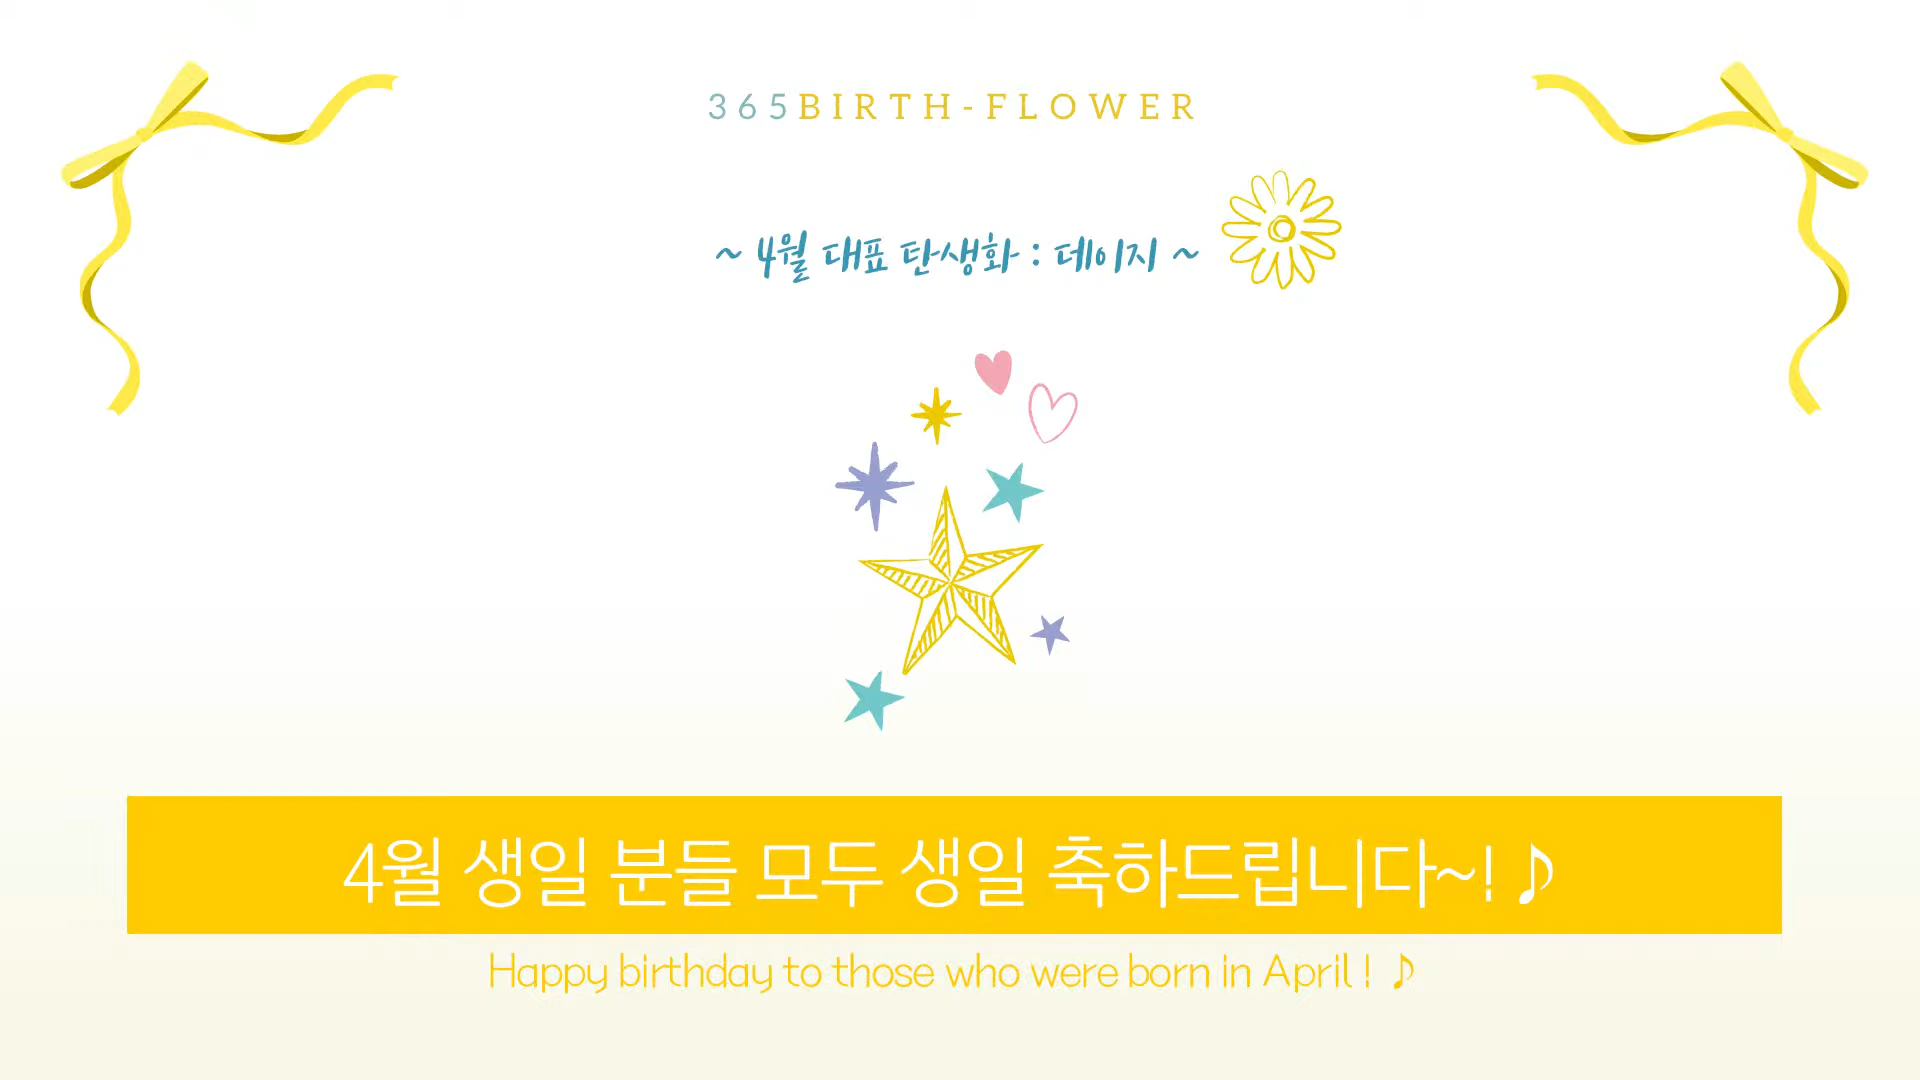 365BIRTH-FLOWER
~ 4월 대표 탄생화 : 데이지 ~
4월 생일 분들 모두 생일 축하드립니다~!♪
Happy birthday to those who were born in April ! ♪